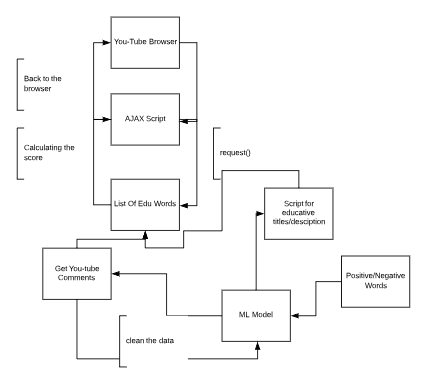 You-Tube Browser
Back to the
browser
AJAX Script
Calculating the
score
request()
List Of Edu Words
Script for
educative
titles/desciption
Get You-tube
Comments
Positive/Negative
Words
ML Model
clean the data